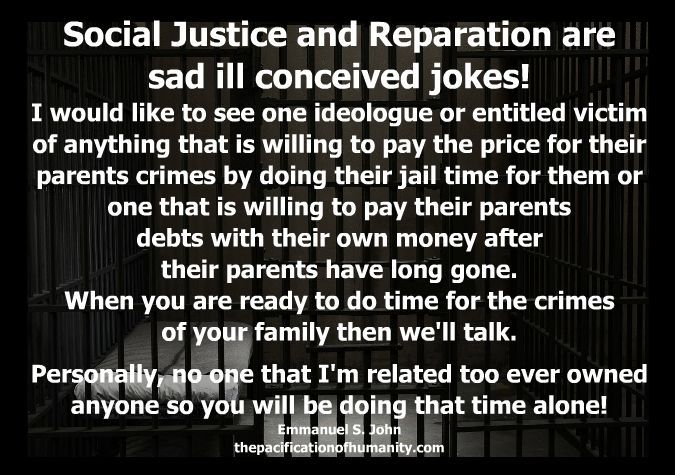 Social Justice and Reparation are
sad ill conceived jokes!
I would like to see one ideologue or entitled victim
of anything that is willing to pay the price for their
parents crimes by doing their jail time for them or
one that is willing to pay their parents
debts with their own money after
their parents have long gone.
When you are ready to do time for the crimes
of your family then we'll talk.
Personally, no one that I'm related too ever owned
anyone so you will be doing that time alone!
Emmanuel S. John
thepacificationofhumanity.com